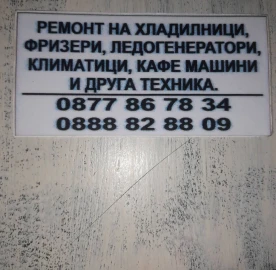 РЕМОНТ НА ХЛАДИЛНИЦИ,
ФРИЗЕРИ, ЛЕДОГЕНЕРАТОРИ,
КЛИМАТИЦИ, КАФЕ МАШИНИ
И ДРУГА ТЕХНИКА.
0877 86 78 34
0888 82 88 09